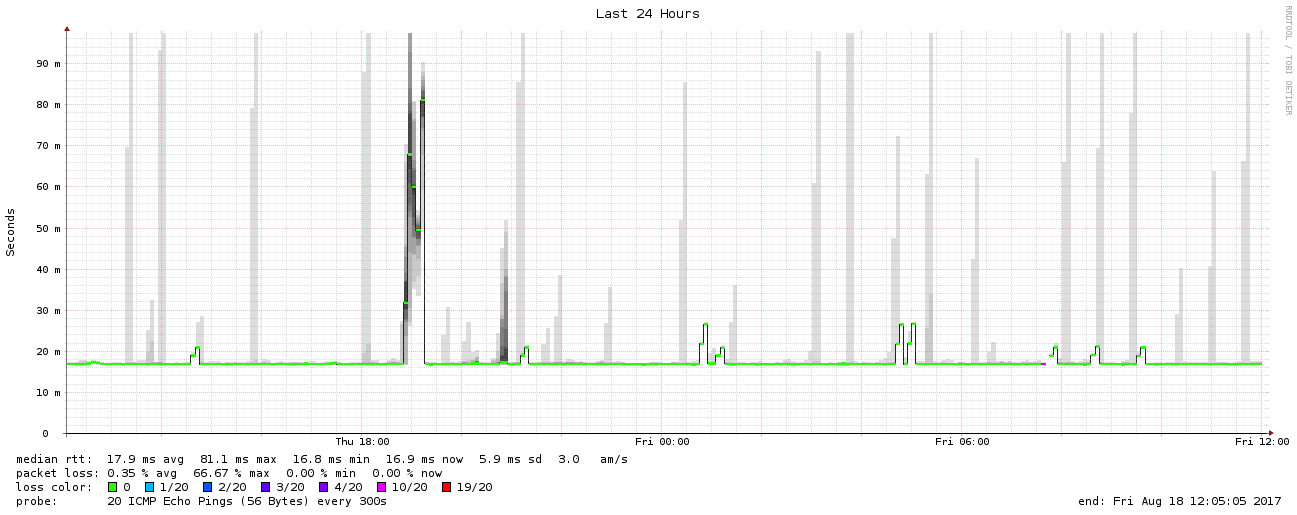 Last 24 Hours
RRDTOOL / TOBI OETIKER
Seconds
90 m
80 m
70 m
60 m
50 m
40 m
30 m
20 m
10 m
0
Thu 18:00 Fri 00:00 Fri 06:00 Fri 12:00
median rtt: 17.9 ms avg 81.1 ms max 16.8 ms min 16.9 ms now 5.9 ms sd 3.0 am/s
packet loss: 0.35 % avg 66.67 % max 0.00 % min 0.00 % now
loss color: 0 1/20 2/20 3/20 4/20 10/20 19/20
probe: 20 ICMP Echo Pings (56 Bytes) every 300s end: Fri Aug 18 12:05:05 2017